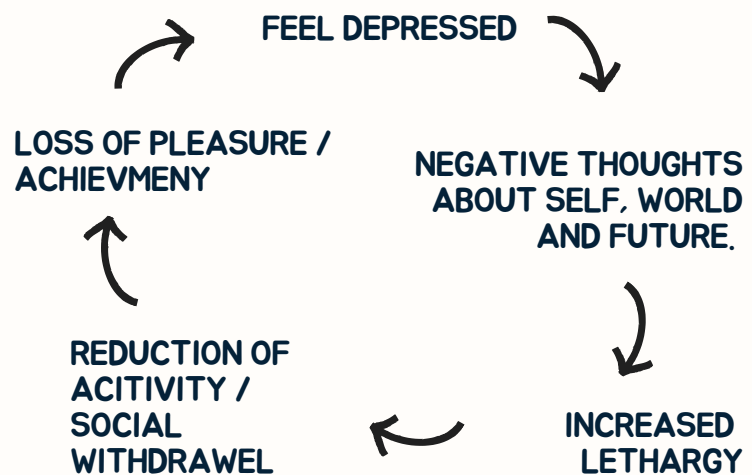 FEEL DEPRESSED
NEGATIVE THOUGHTS
ABOUT SELF, WORLD
AND FUTURE.
INCREASED
LETHARGY
REDUCTION OF
ACITIVITY /
SOCIAL
WITHDRAWEL
LOSS OF PLEASURE /
ACHIEVMENY